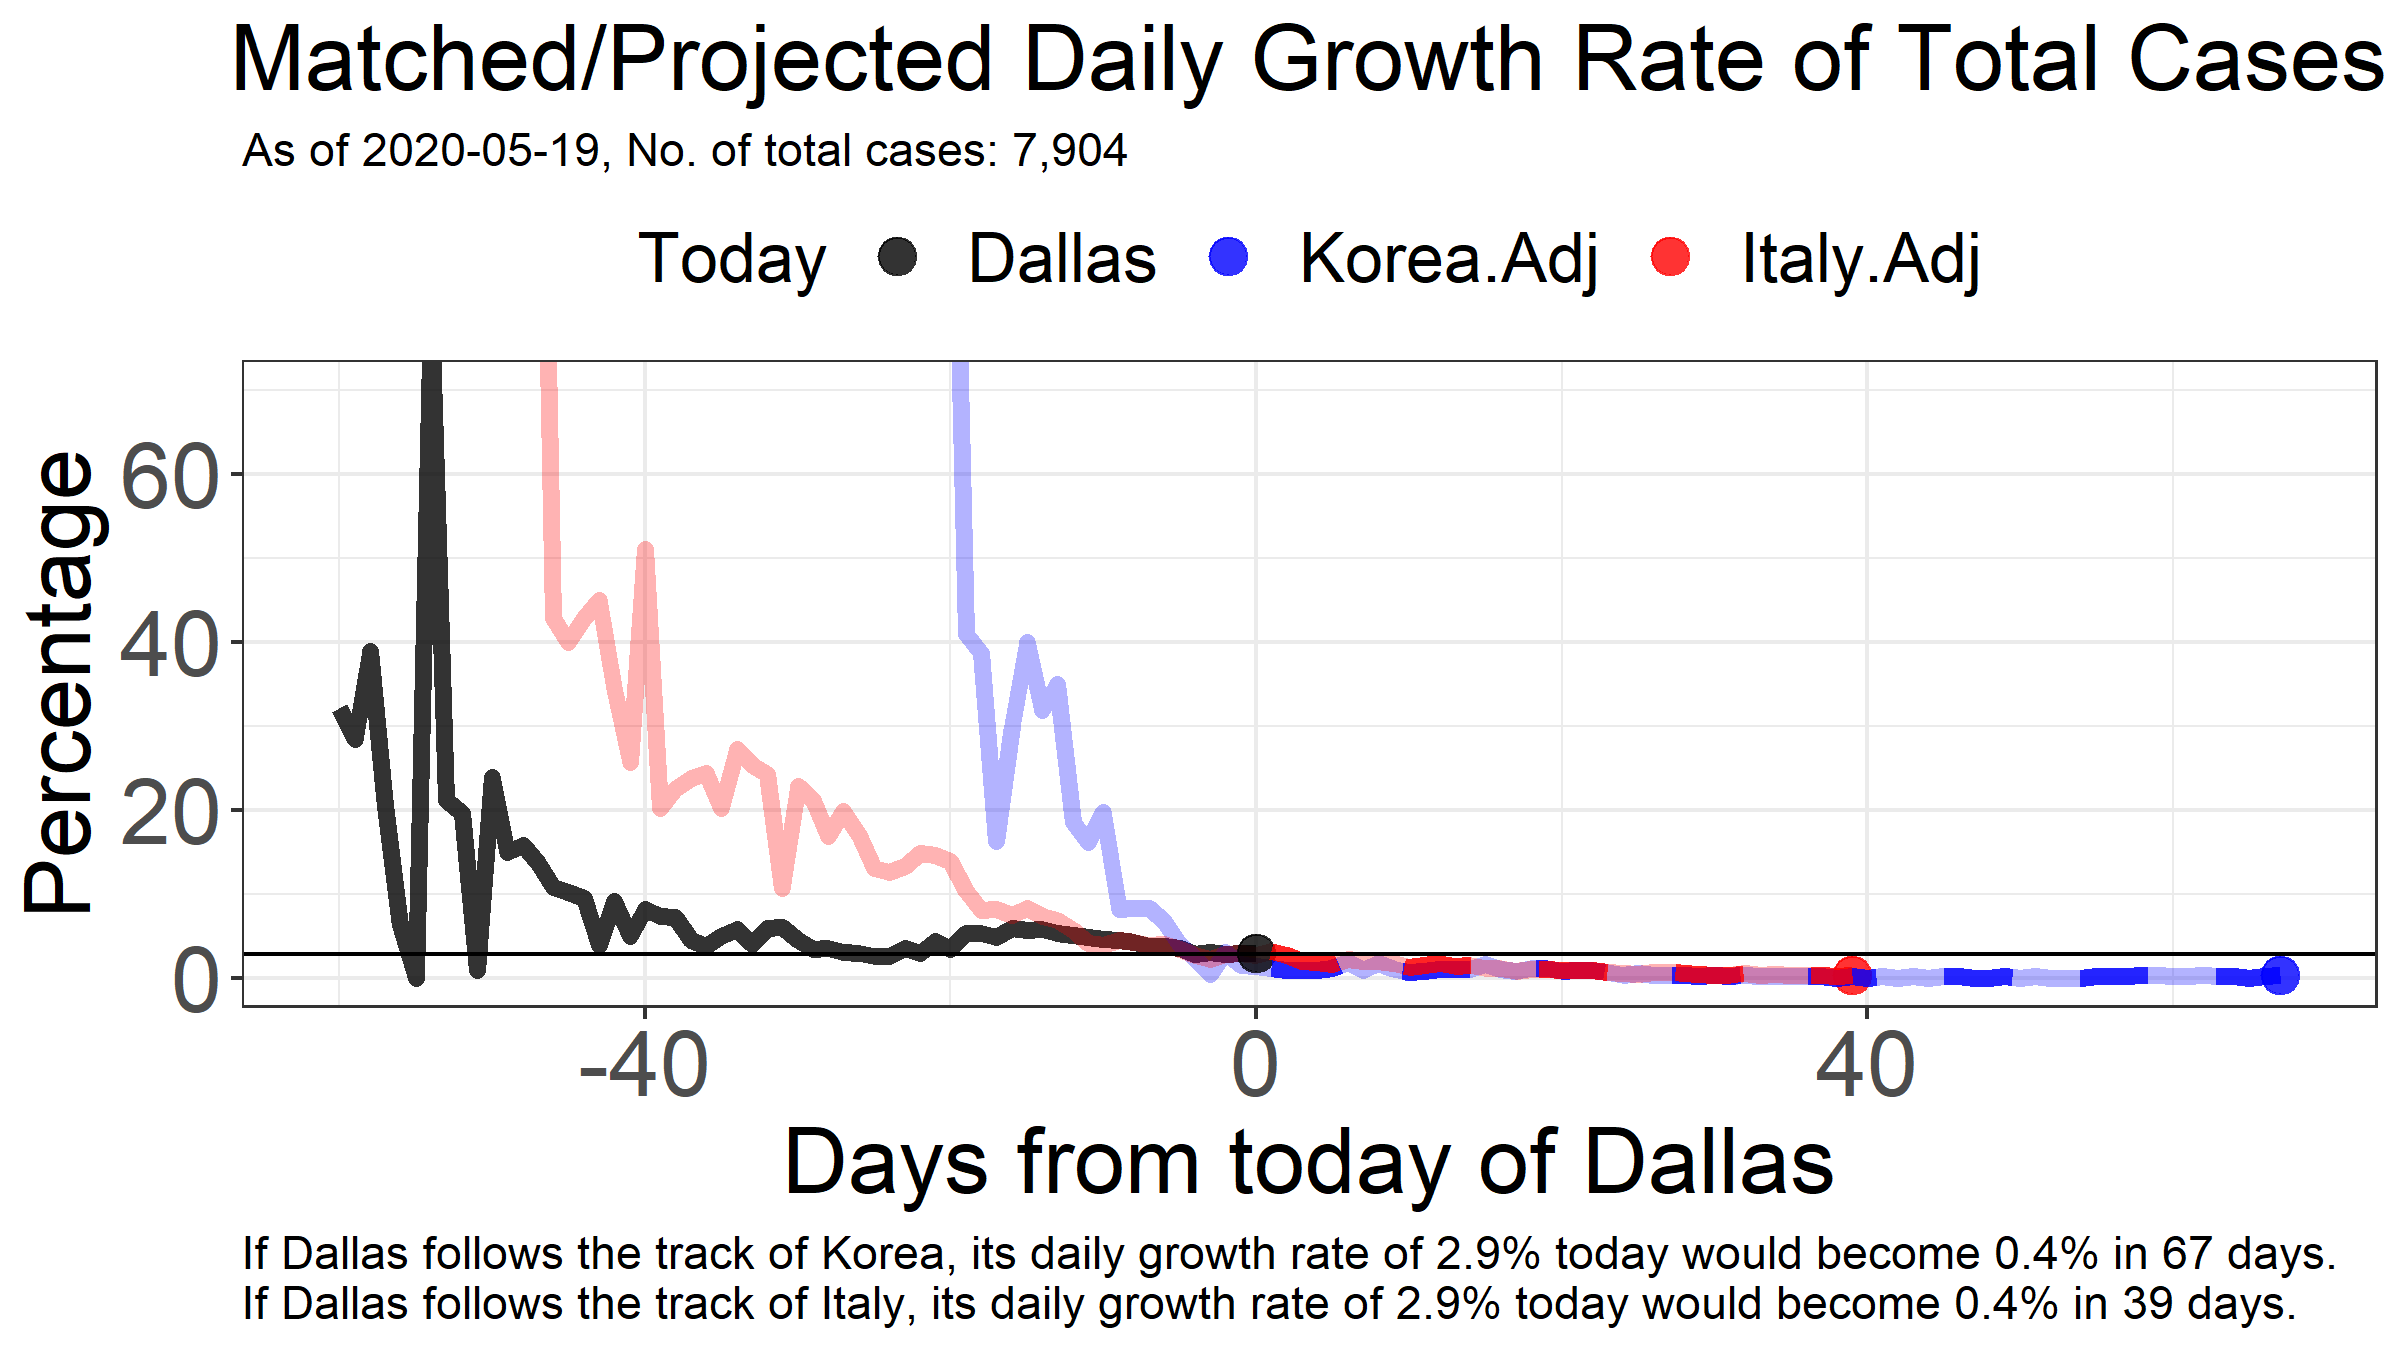 Matched/Projected Daily Growth Rate of Total Cases
As of 2020-05-19, No. of total cases: 7,904
Today Dallas Korea.Adj Italy.Adj
Percentage
60
40
20
0
-40 0 40
Days from today of Dallas
If Dallas follows the track of Korea, its daily growth rate of 2.9% today would become 0.4% in 67 days.
If Dallas follows the track of Italy, its daily growth rate of 2.9% today would become 0.4% in 39 days.